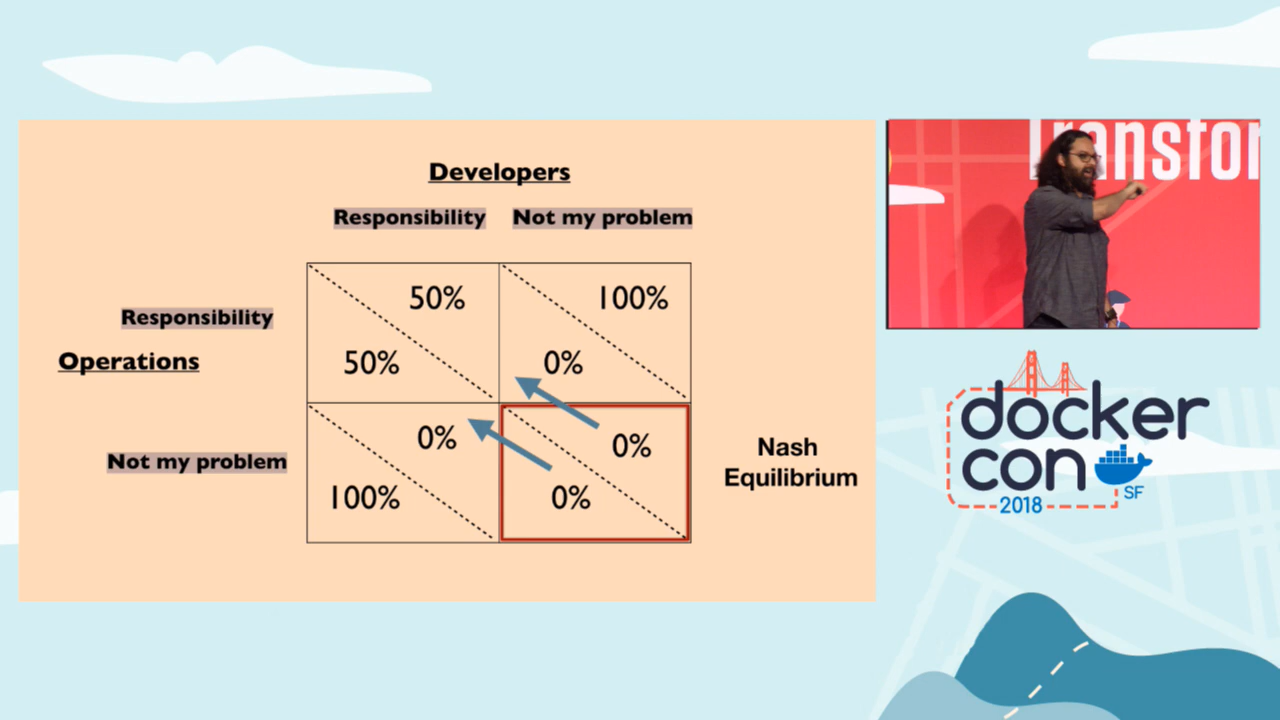 Developers
Responsibility Not my problem
50% 100%
Responsibility
50% 0%
Operations
0% 0%
Not my problem
100% 0%
Nash
Equilibrium
Transfor
docker
con
SF
2018